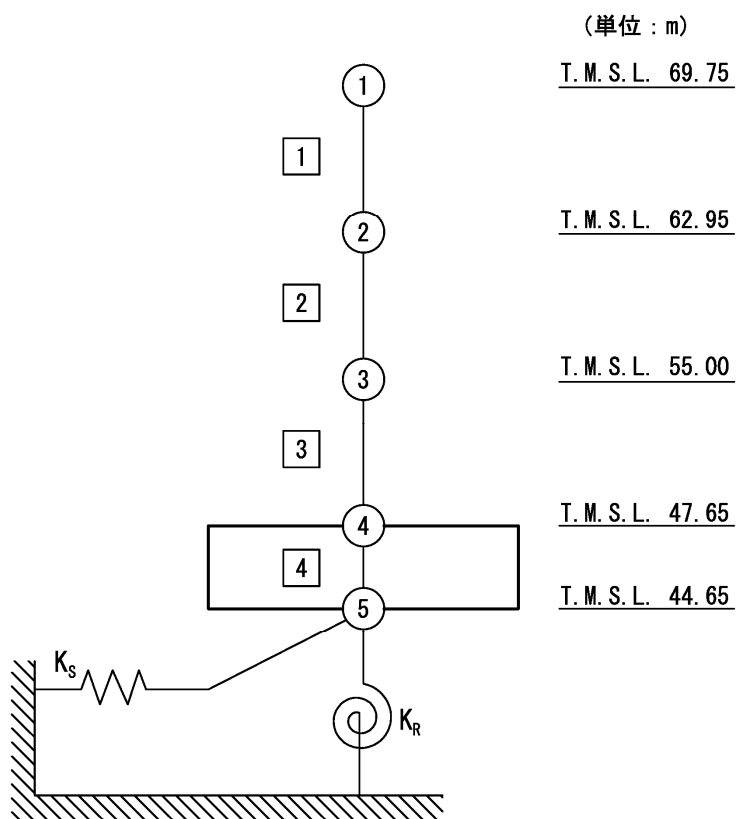 (単位：m)
① T.M.S.L. 69.75
1
② T.M.S.L. 62.95
2
③ T.M.S.L. 55.00
3
④ T.M.S.L. 47.65
4
⑤ T.M.S.L. 44.65
KS
KR